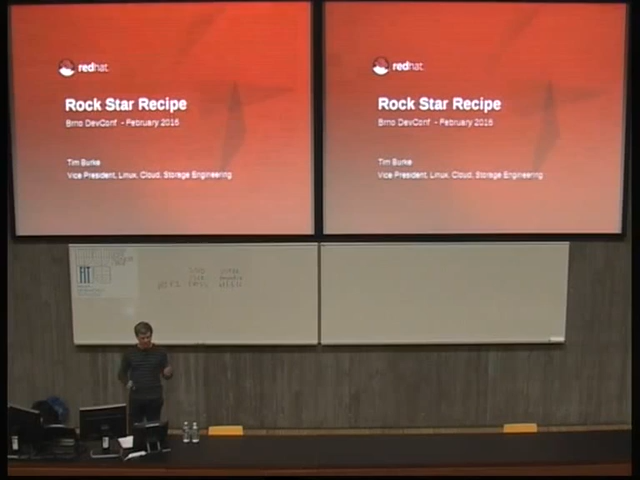 redhat.
Rock Star Recipe
Brno DevConf - February 2016
Tim Burke
Vice President, Linux, Cloud, Storage Engineering
redhat.
Rock Star Recipe
Brno DevConf - February 2016
Tim Burke
Vice President, Linux, Cloud, Storage Engineering